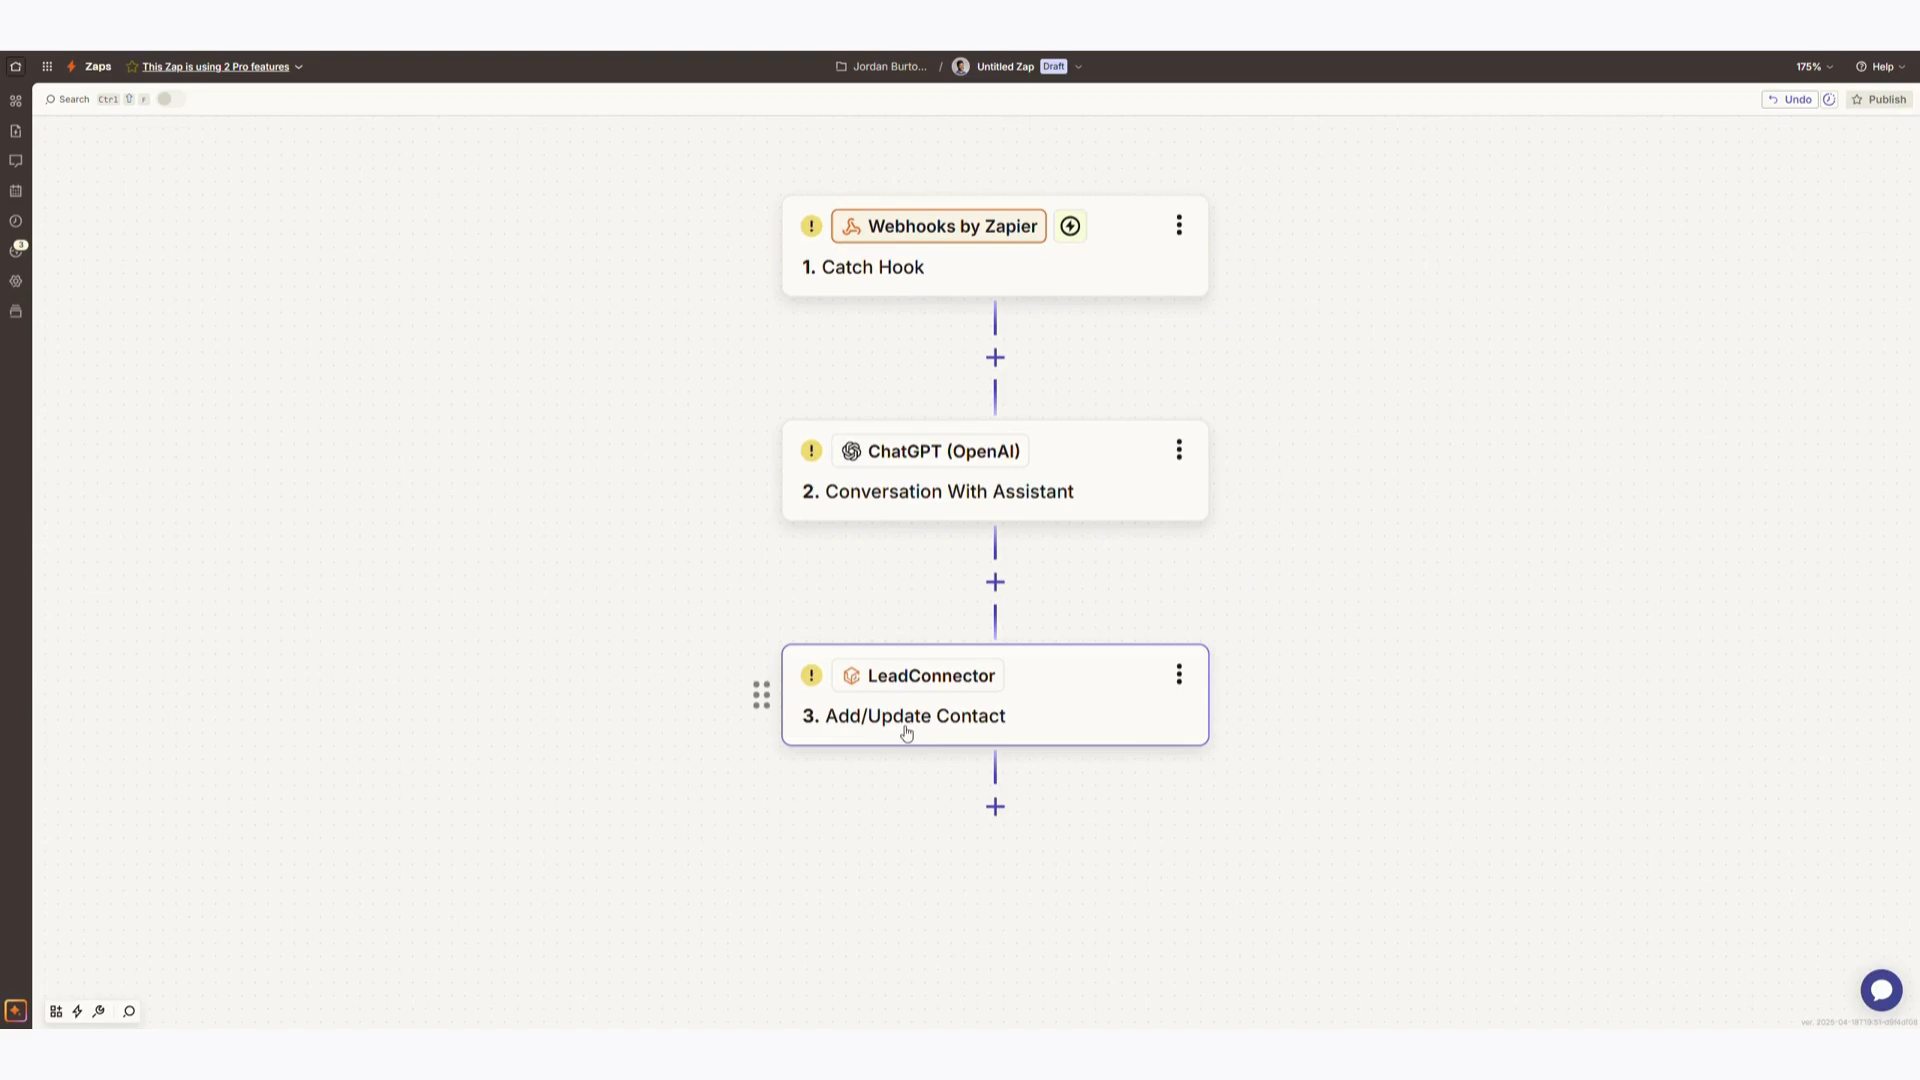 Zaps
This Zap is using 2 Pro features
Jordan Burto... / Untitled Zap Draft
175%
Help
Search Ctrl F
Undo
Publish
3
! Webhooks by Zapier
1. Catch Hook
! ChatGPT (OpenAI)
2. Conversation With Assistant
! LeadConnector
3. Add/Update Contact